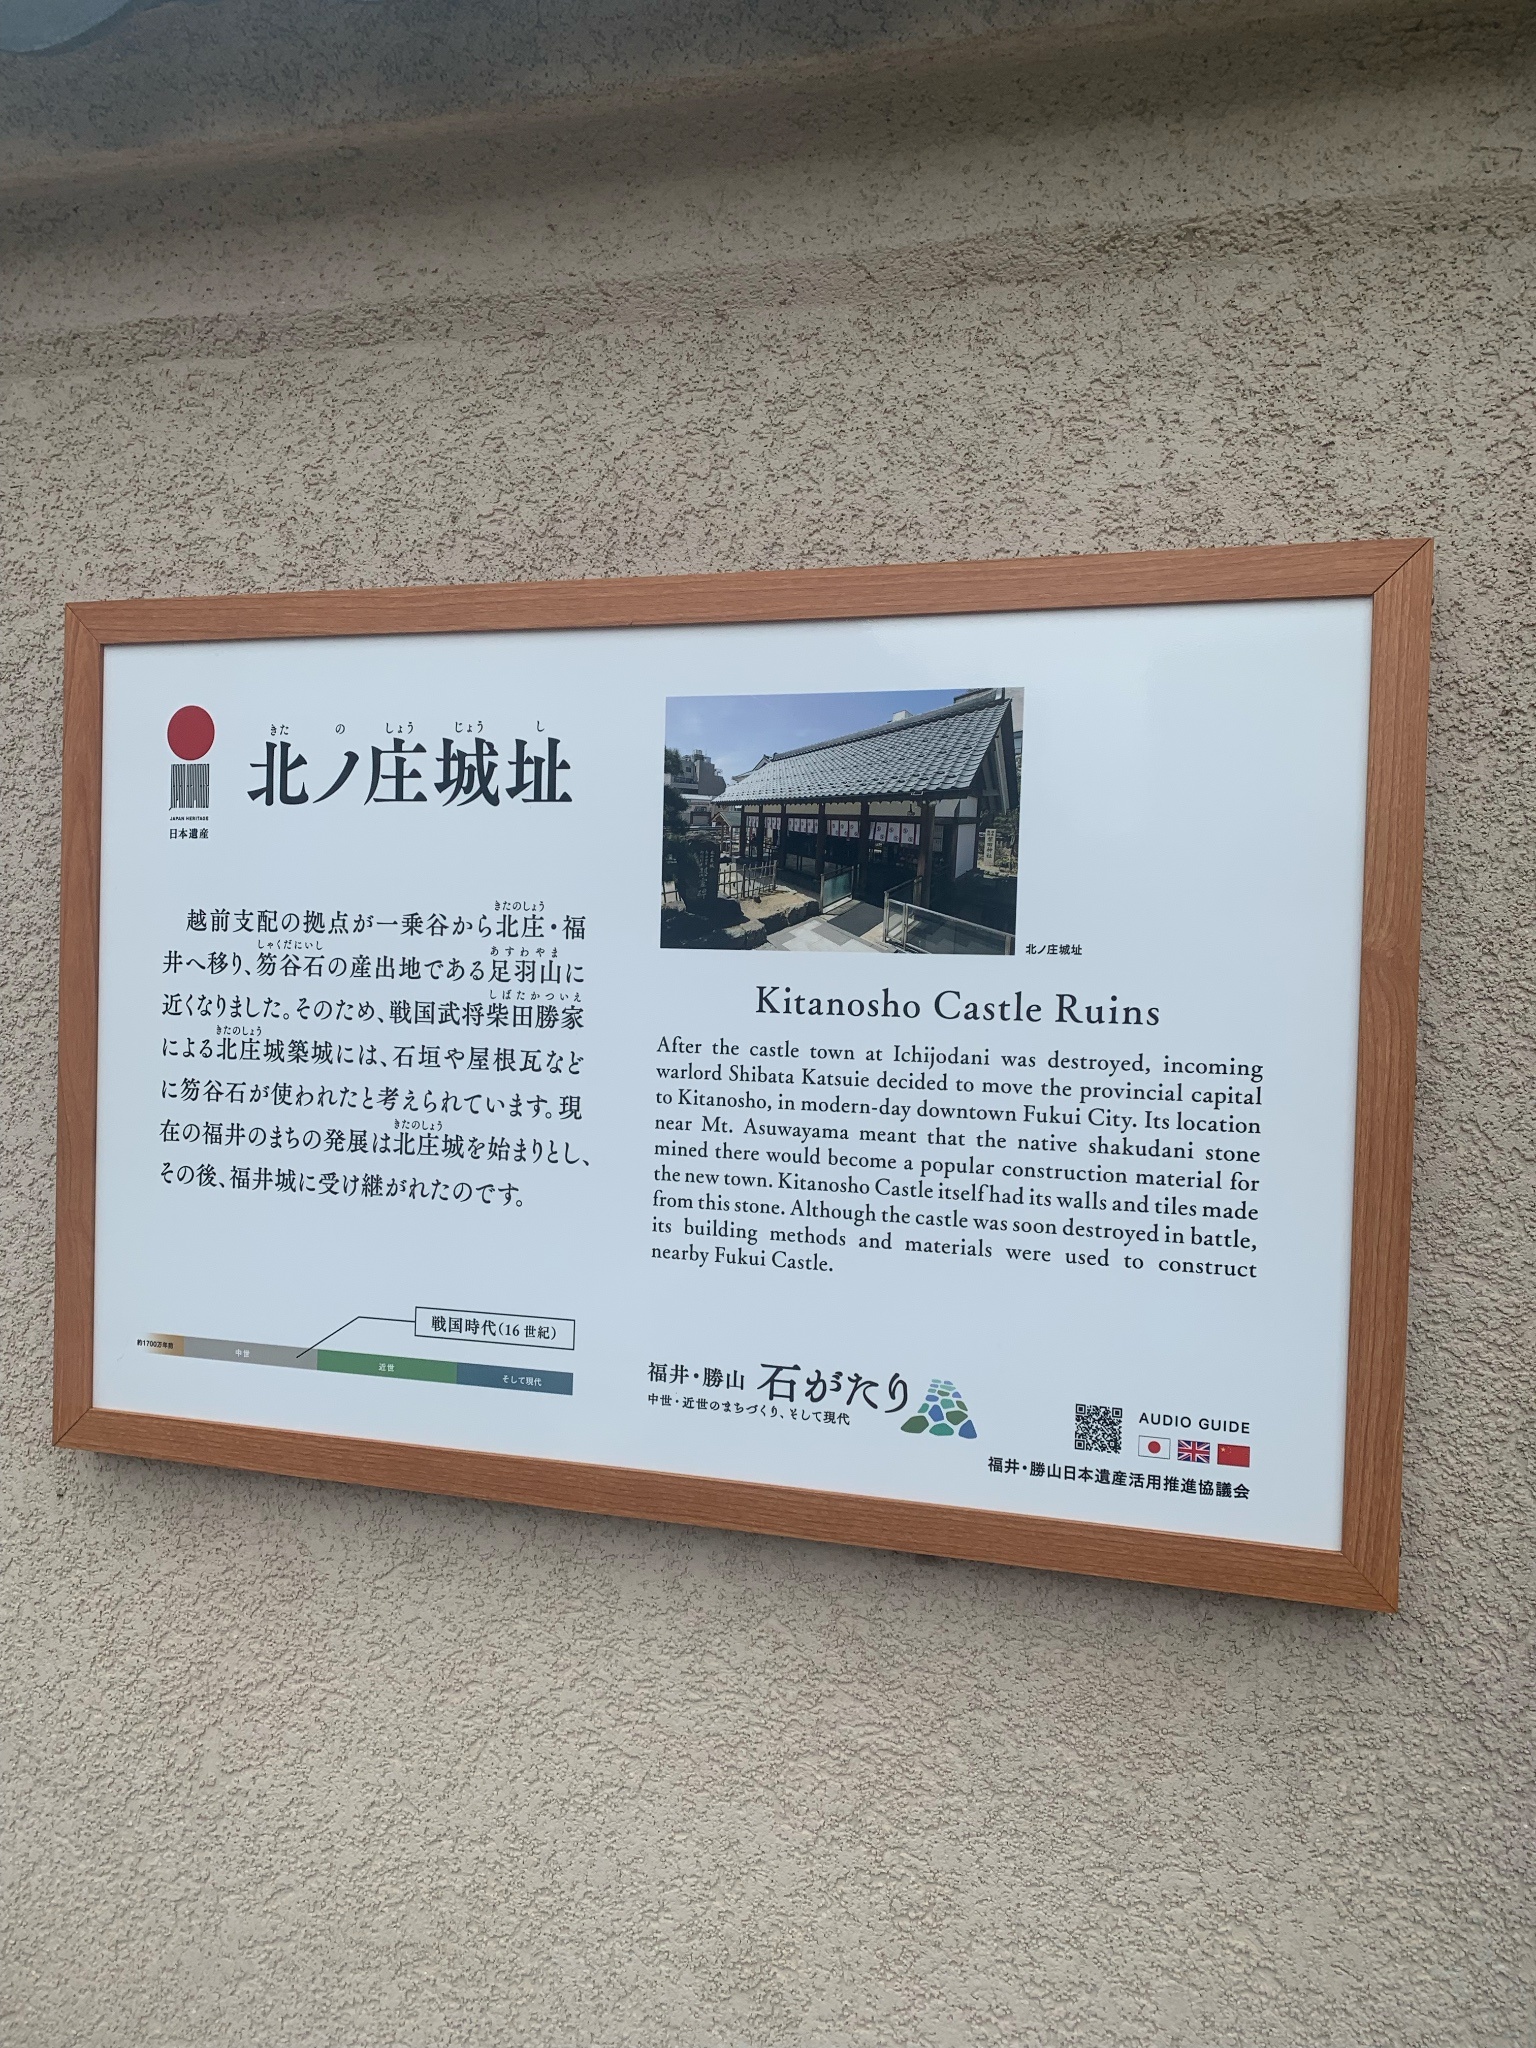 JAPAN HERITAGE
日本遺産
きた の しょう じょう し
北ノ庄城址
きたのしょう
越前支配の拠点が一乗谷から北庄・福
しゃくだにいし あすわやま
井へ移り、笏谷石の産出地である足羽山に
しばたかついえ
近くなりました。そのため、戦国武将柴田勝家
きたのしょう
による北庄城築城には、石垣や屋根瓦など
に笏谷石が使われたと考えられています。現
きたのしょう
在の福井のまちの発展は北庄城を始まりとし、
その後、福井城に受け継がれたのです。
戦国時代(16世紀)
約1700万年前
中世
近世
そして現代
北ノ庄城址
Kitanosho Castle Ruins
After the castle town at Ichijodani was destroyed, incoming
warlord Shibata Katsuie decided to move the provincial capital
to Kitanosho, in modern-day downtown Fukui City. Its location
near Mt. Asuwayama meant that the native shakudani stone
mined there would become a popular construction material for
the new town. Kitanosho Castle itself had its walls and tiles made
from this stone. Although the castle was soon destroyed in battle,
its building methods and materials were used to construct
nearby Fukui Castle.
福井・勝山 石がたり
中世・近世のまちづくり、そして現代
AUDIO GUIDE
福井・勝山日本遺産活用推進協議会